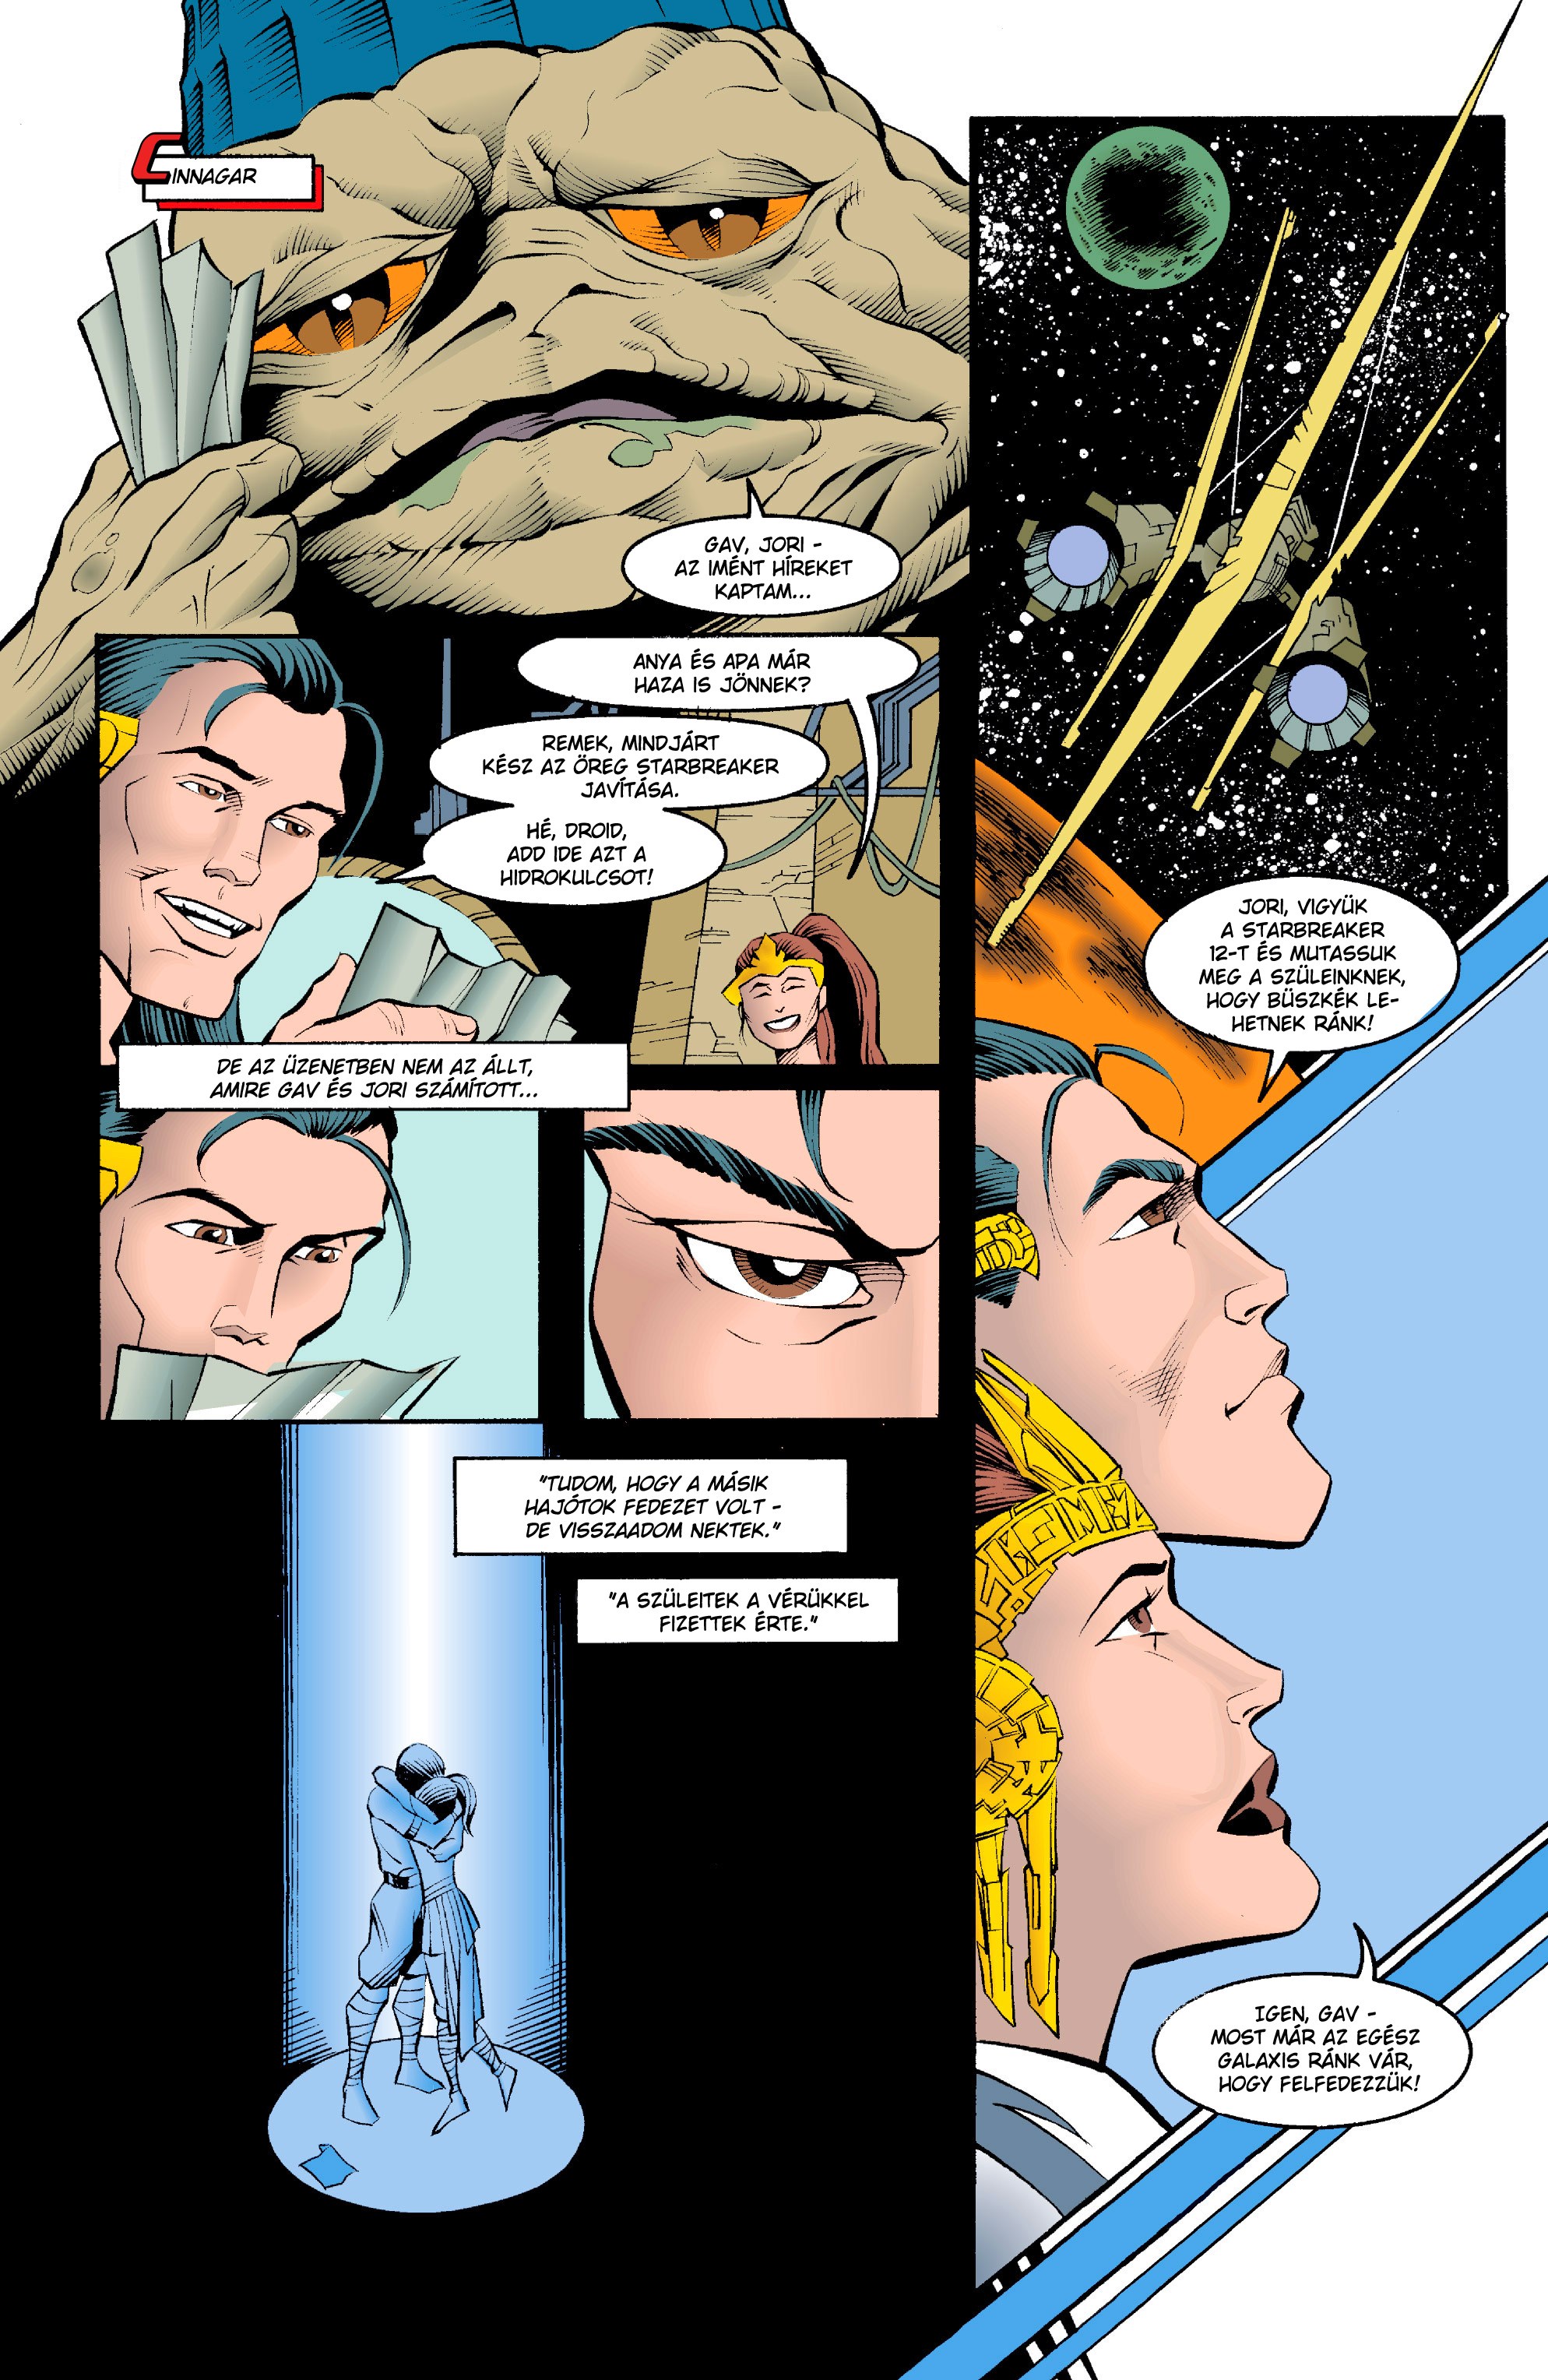 CINNAGAR
GAV, JORI -
AZ IMÉNT HÍREKET
KAPTAM...
ANYA ÉS APA MÁR
HAZA IS JÖNNEK?
REMEK, MINDJÁRT
KÉSZ AZ ÖREG STARBREAKER
JAVÍTÁSA.
HÉ, DROID,
ADD IDE AZT A
HIDROKULCSOT!
DE AZ ÜZENETBEN NEM AZ ÁLLT,
AMIRE GAV ÉS JORI SZÁMÍTOTT...
"TUDOM, HOGY A MÁSIK
HAJÓTOK FEDEZET VOLT -
DE VISSZAADOM NEKTEK."
"A SZÜLEITEK A VÉRÜKKEL
FIZETTEK ÉRTE."
JORI, VIGYÜK
A STARBREAKER
12-T ÉS MUTASSUK
MEG A SZÜLEINKNEK,
HOGY BÜSZKÉK LE-
HETNEK RÁNK!
IGEN, GAV -
MOST MÁR AZ EGÉSZ
GALAXIS RÁNK VÁR,
HOGY FELFEDEZZÜK!